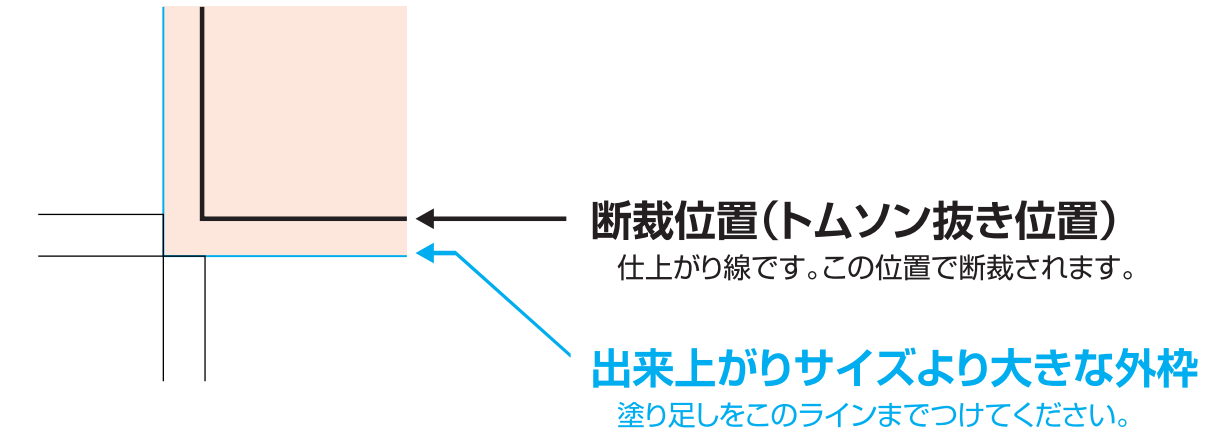 断裁位置（トムソン抜き位置）
仕上がり線です。この位置で断裁されます。
出来上がりサイズより大きな外枠
塗り足しをこのラインまでつけてください。